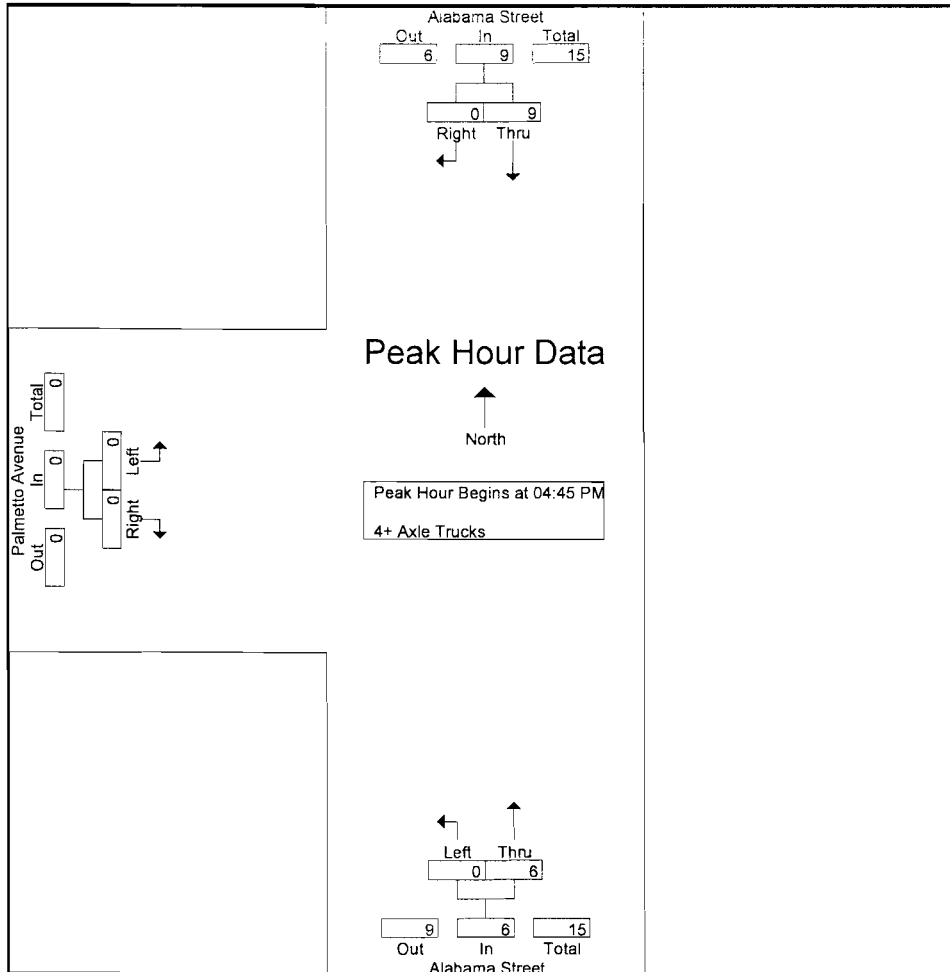 Alabama Street
Out In Total
6 9 15
0 9
Right Thru
Peak Hour Data
North
Peak Hour Begins at 04:45 PM
4+ Axle Trucks
Palmetto Avenue
Out In Total
0 0 0
Right Left
0 0
Left Thru
0 6
9 6 15
Out In Total
Alabama Street